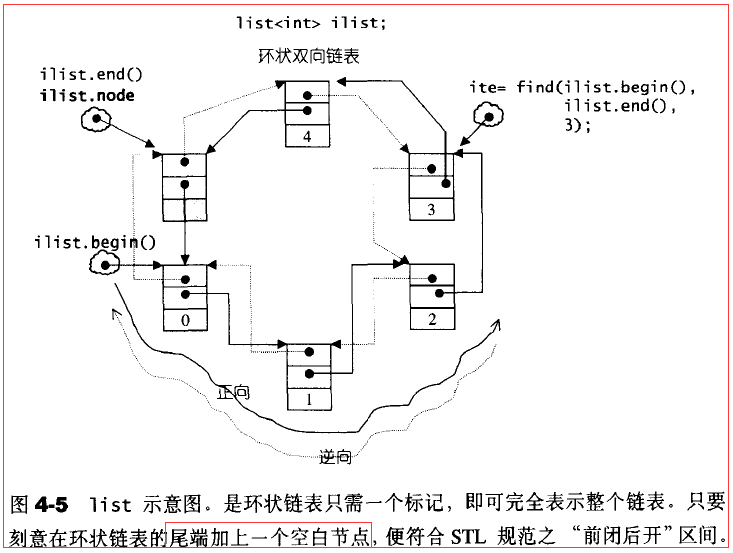 list<int> ilist;
环状双向链表
ilist.end()
ilist.node
ite= find(ilist.begin(),
ilist.end(),
3);
4
3
ilist.begin()
0
2
1
正向
逆向
图 4-5 list 示意图。是环状链表只需一个标记，即可完全表示整个链表。只要
刻意在环状链表的尾端加上一个空白节点，便符合 STL 规范之 “前闭后开”区间。